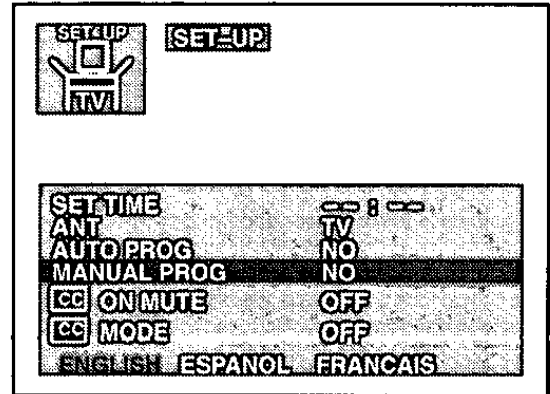 SET-UP
SET-UP
TV
SET TIME -- : --
ANT TV
AUTO PROG NO
MANUAL PROG NO
CC ON MUTE OFF
CC MODE OFF
ENGLISH ESPANOL FRANCAIS